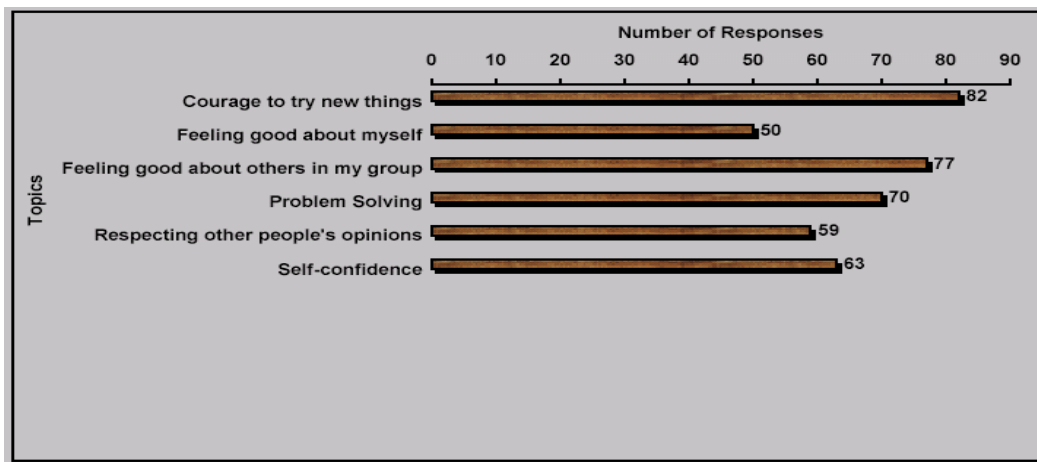 Number of Responses
0 10 20 30 40 50 60 70 80 90
Courage to try new things 82
Feeling good about myself 50
Feeling good about others in my group 77
Problem Solving 70
Respecting other people's opinions 59
Self-confidence 63
Topics